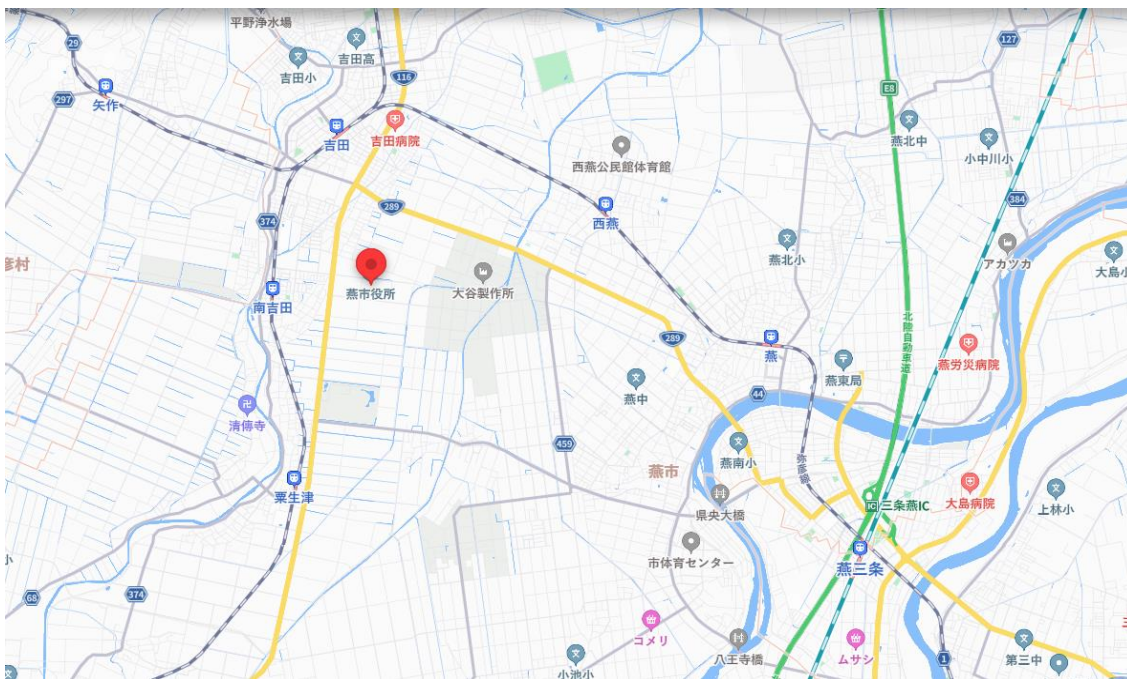 平野浄水場
29
吉田高
127
吉田小
116
E8
矢作
297
吉田
吉田病院
燕北中
小中川小
西燕公民館体育館
384
289
西燕
374
燕北小
アカツカ
大島小
彦村
燕市役所
大谷製作所
南吉田
北陸自動車道
289
燕
燕労災病院
燕東局
燕中
44
清傳寺
459
燕南小
弥彦線
燕市
粟生津
県央大橋
三条燕IC
IC
大島病院
上林小
市体育センター
燕三条
68
374
コメリ
八王寺橋
ムサシ
第三中
小池小
1